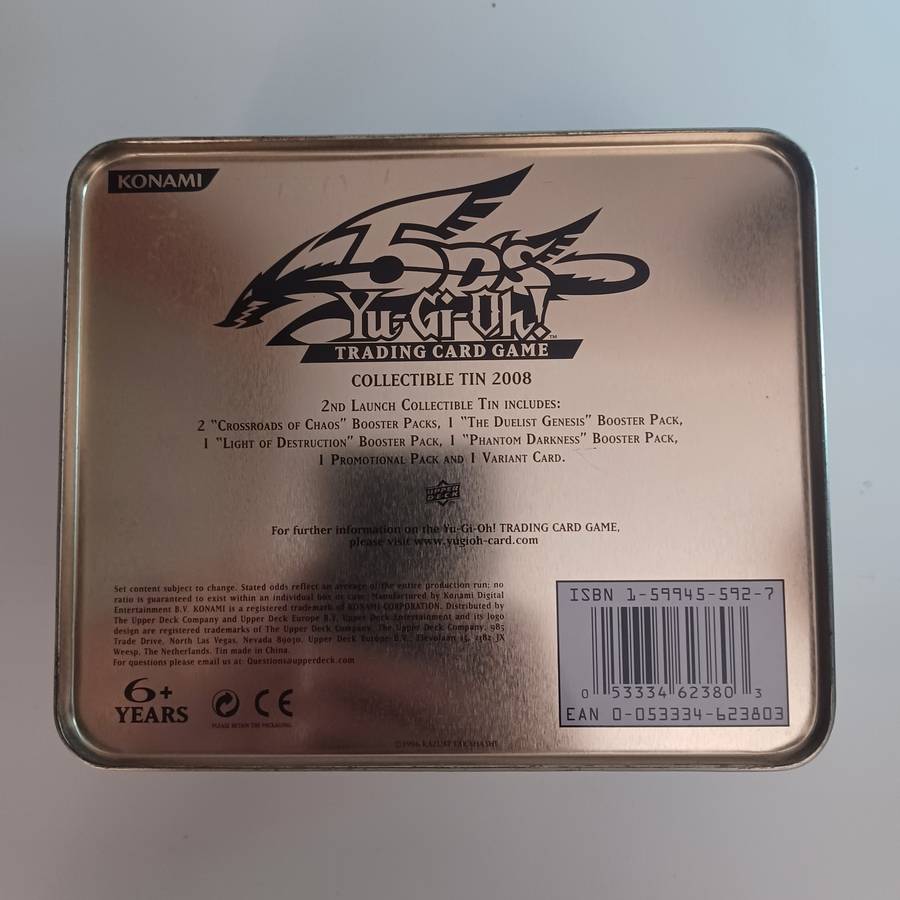 KONAMI
5D's
Yu-Gi-Oh!™
TRADING CARD GAME
COLLECTIBLE TIN 2008
2ND LAUNCH COLLECTIBLE TIN INCLUDES:
2 "CROSSROADS OF CHAOS" BOOSTER PACKS, 1 "THE DUELIST GENESIS" BOOSTER PACK,
1 "LIGHT OF DESTRUCTION" BOOSTER PACK, 1 "PHANTOM DARKNESS" BOOSTER PACK,
1 PROMOTIONAL PACK AND 1 VARIANT CARD.
UPPER DECK
For further information on the Yu-Gi-Oh! TRADING CARD GAME,
please visit www.yugioh-card.com
Set content subject to change. Stated odds reflect an average of the entire production run; no
ratio is guaranteed to exist within an individual box or case. Manufactured by Konami Digital
Entertainment B.V. KONAMI is a registered trademark of KONAMI CORPORATION. Distributed by
The Upper Deck Company and Upper Deck Europe B.V. Upper Deck Entertainment and its logo
design are registered trademarks of The Upper Deck Company. 985
Trade Drive, North Las Vegas, Nevada 89030. Upper Deck Europe B.V., Flevolaan 15, 1382 JX
Weesp, The Netherlands. Tin made in China.
For questions please email us at: Questions@upperdeck.com
6+
YEARS
CE
PLEASE RETAIN THE PACKAGING
©1996 KAZUKI TAKAHASHI
ISBN 1-59945-592-7
0 53334 62380 3
EAN 0-053334-623803